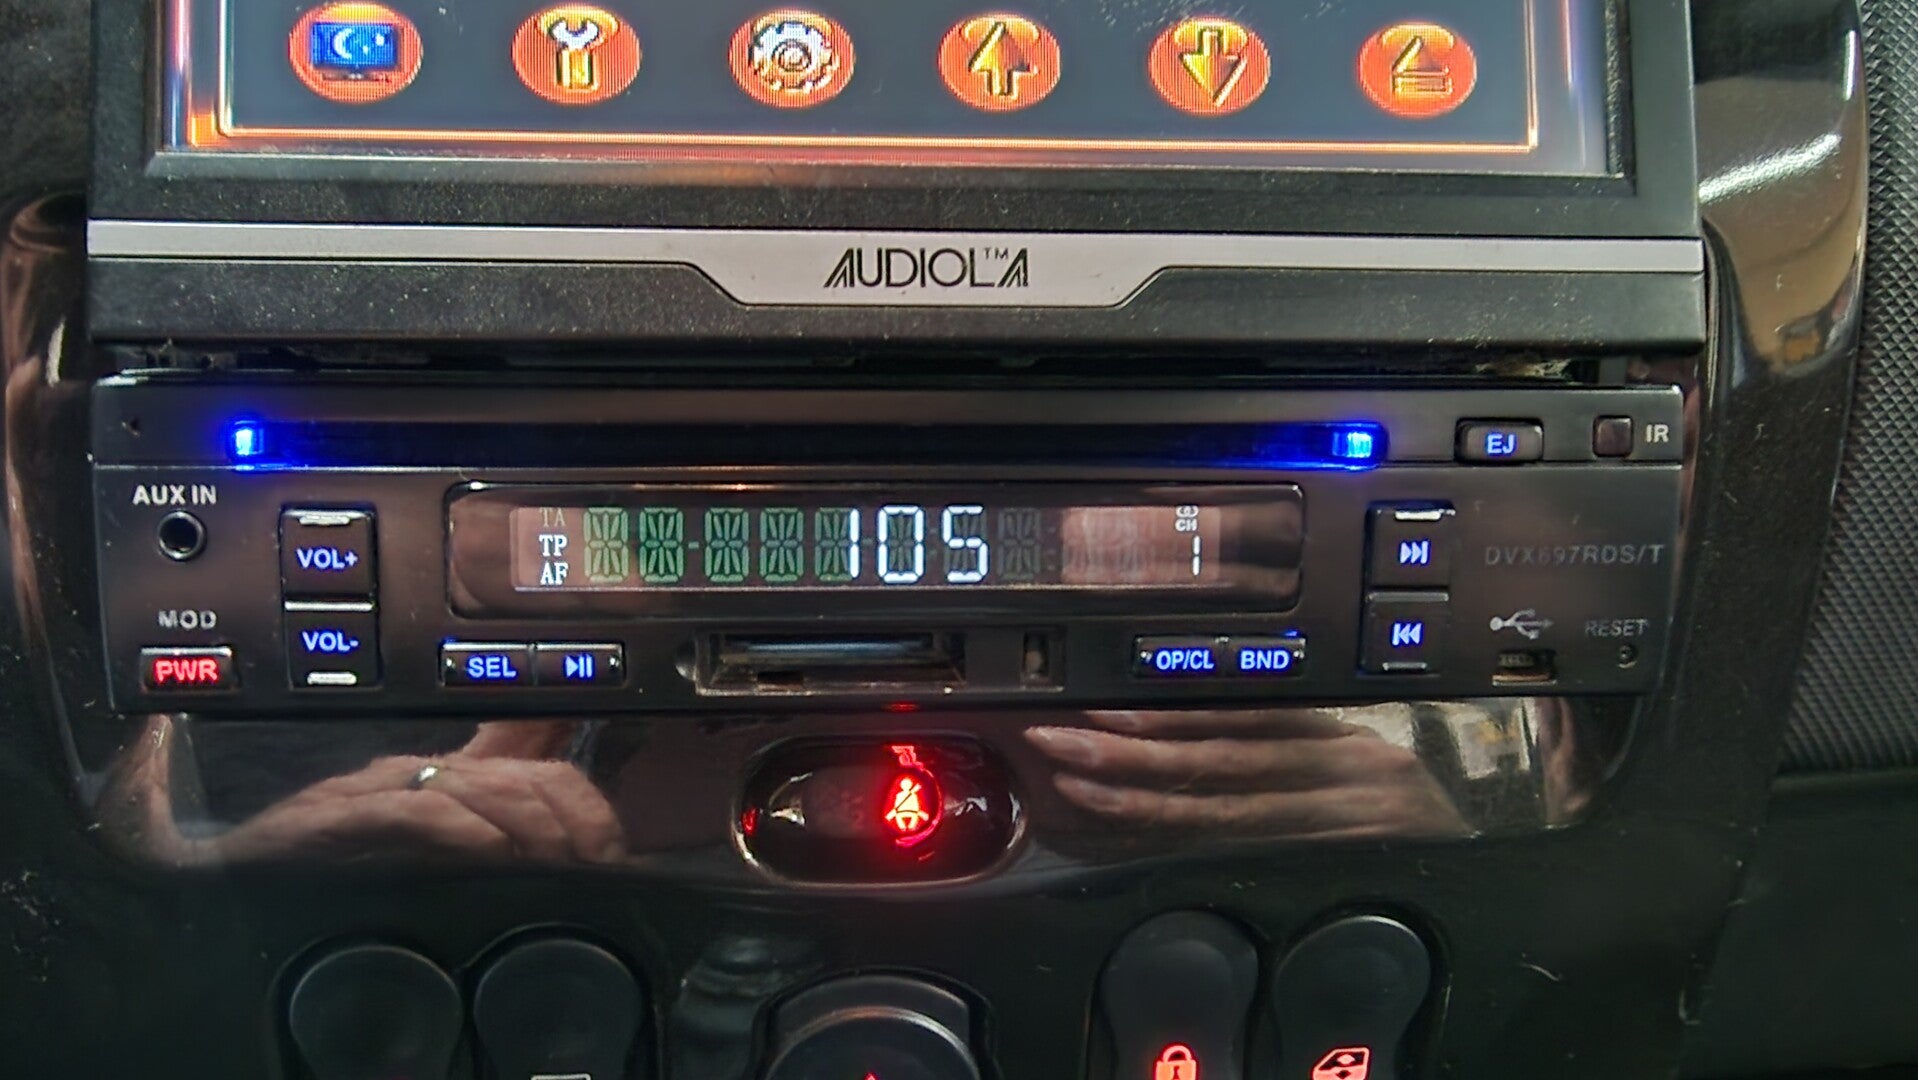 AUDIOLA™
EJ
IR
AUX IN
VOL+
TA
TP
AF
105
CH
1
DVX697RDS/T
MOD
VOL-
RESET
PWR
SEL
OP/CL
BND